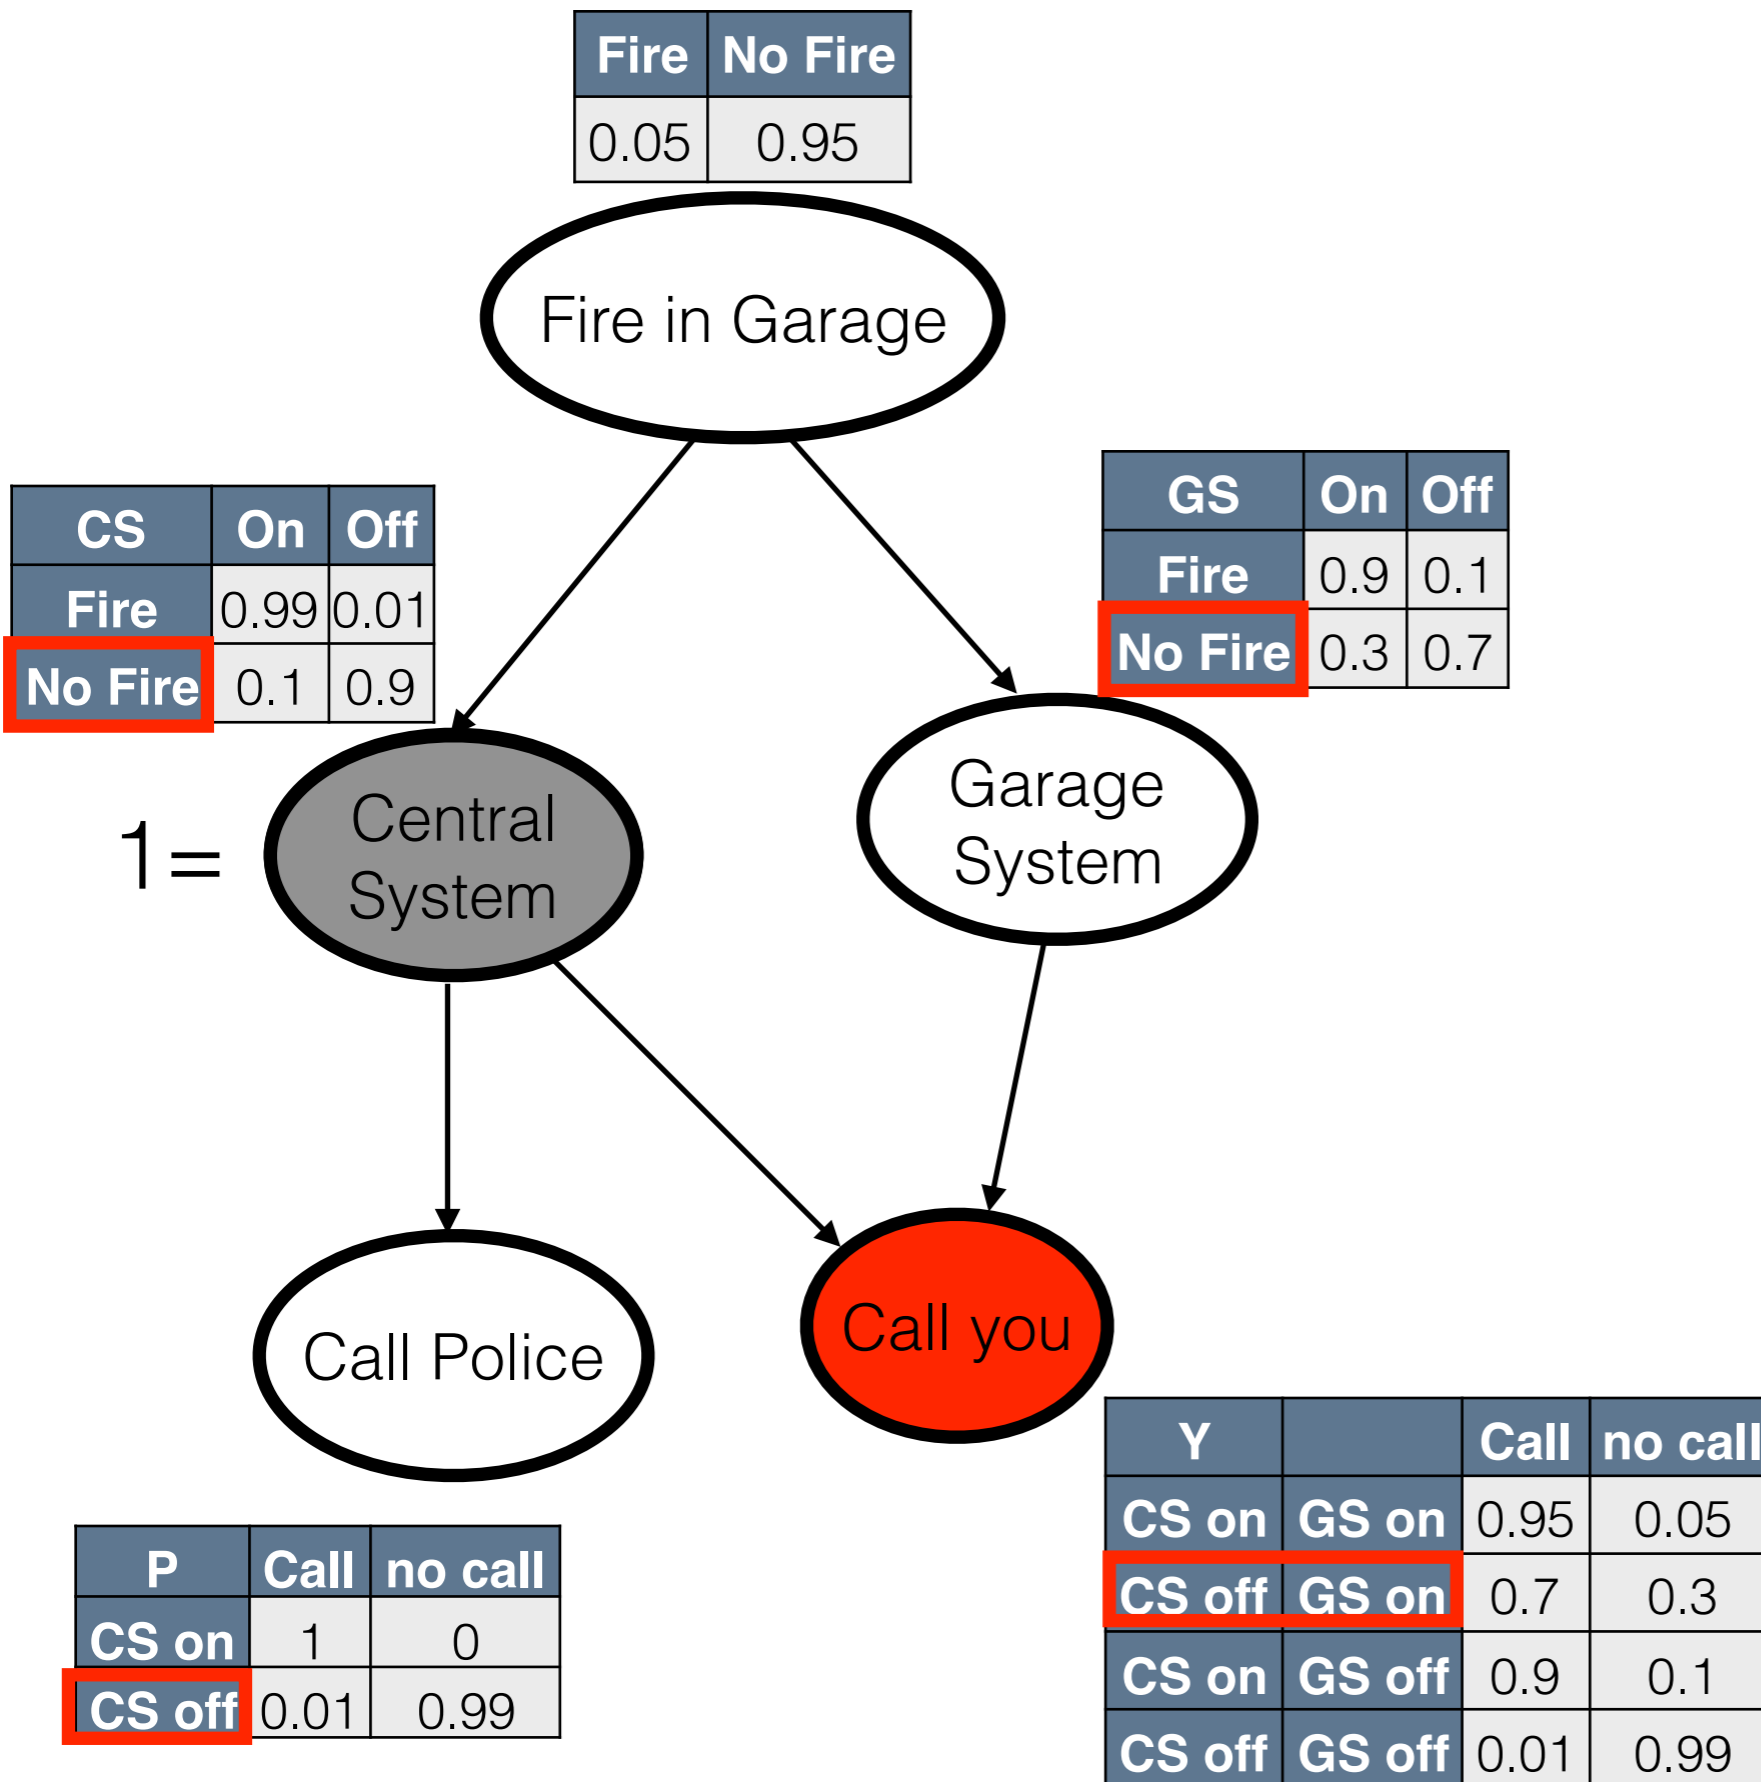 Fire No Fire
0.05 0.95
Fire in Garage
CS On Off
Fire 0.99 0.01
No Fire 0.1 0.9
GS On Off
Fire 0.9 0.1
No Fire 0.3 0.7
1=
Central
System
Garage
System
Call Police
Call you
P Call no call
CS on 1 0
CS off 0.01 0.99
Y Call no call
CS on GS on 0.95 0.05
CS off GS on 0.7 0.3
CS on GS off 0.9 0.1
CS off GS off 0.01 0.99